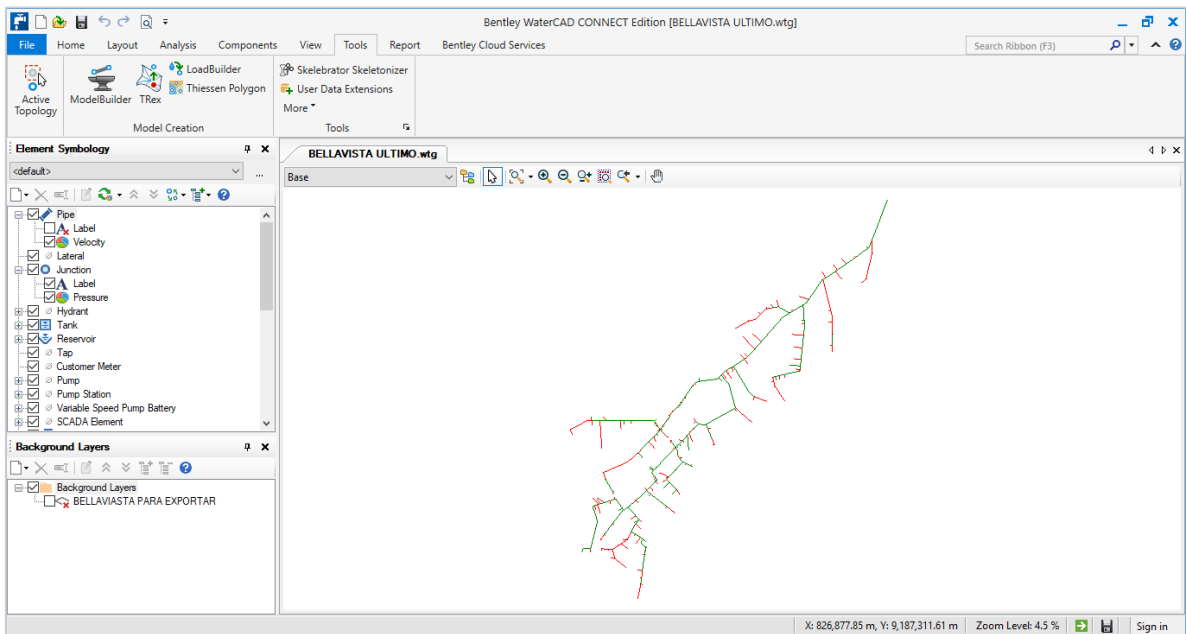 Bentley WaterCAD CONNECT Edition [BELLAVISTA ULTIMO.wtg]
File Home Layout Analysis Components View Tools Report Bentley Cloud Services Search Ribbon (F3)
Active Topology
ModelBuilder
TRex
LoadBuilder
Thiessen Polygon
Model Creation
Skelebrator Skeletonizer
User Data Extensions
More
Tools
Element Symbology
<default>
...
Pipe
Label
Velocity
Lateral
Junction
Label
Pressure
Hydrant
Tank
Reservoir
Tap
Customer Meter
Pump
Pump Station
Variable Speed Pump Battery
SCADA Element
Background Layers
Background Layers
BELLAVIASTA PARA EXPORTAR
BELLAVISTA ULTIMO.wtg
Base
X: 826,877.85 m, Y: 9,187,311.61 m Zoom Level: 4.5 % Sign in